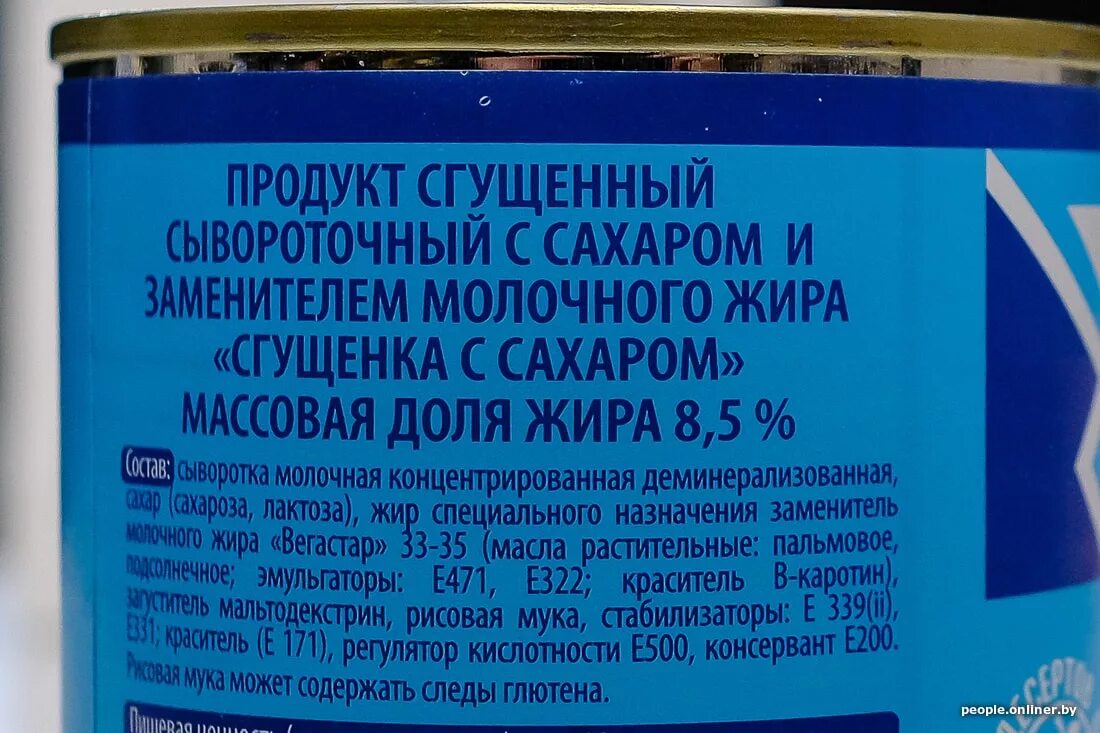 ПРОДУКТ СГУЩЕННЫЙ
СЫВОРОТОЧНЫЙ С САХАРОМ И
ЗАМЕНИТЕЛЕМ МОЛОЧНОГО ЖИРА
«СГУЩЕНКА С САХАРОМ»
МАССОВАЯ ДОЛЯ ЖИРА 8,5 %
Состав: сыворотка молочная концентрированная деминерализованная,
сахар (сахароза, лактоза), жир специального назначения заменитель
молочного жира «Вегастар» 33-35 (масла растительные: пальмовое,
подсолнечное; эмульгаторы: Е471, Е322; краситель В-каротин),
загуститель мальтодекстрин, рисовая мука, стабилизаторы: Е 339(ii),
Е331; краситель (Е 171), регулятор кислотности Е500, консервант Е200.
Рисовая мука может содержать следы глютена.
Пищевая ценность (
people.onliner.by